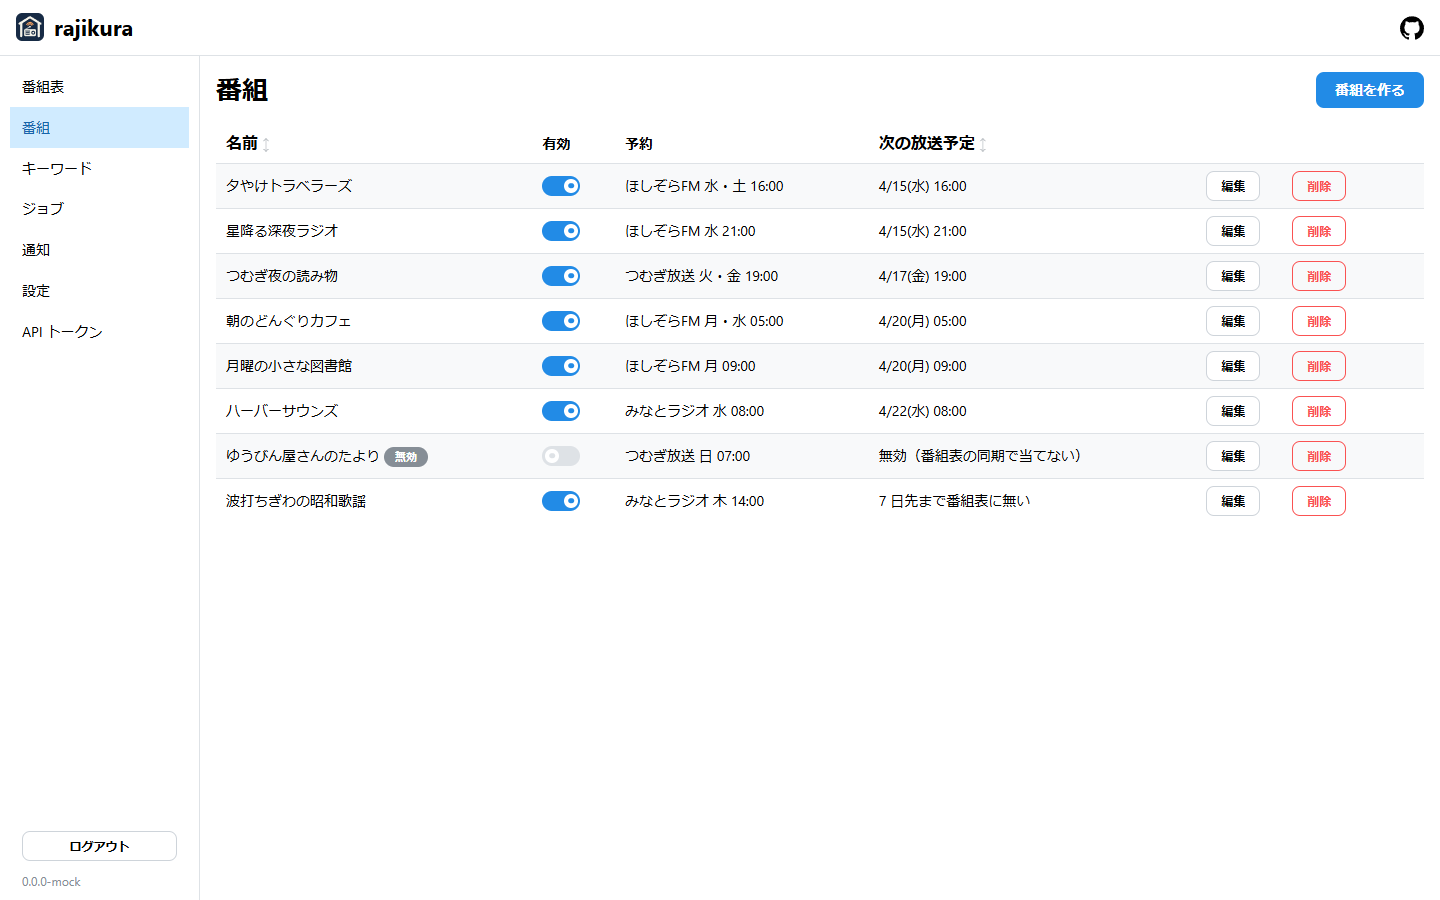 rajikura
番組表
番組
キーワード
ジョブ
通知
設定
API トークン
ログアウト
0.0.0-mock
番組
番組を作る
名前 有効 予約 次の放送予定
夕やけトラベラーズ ほしぞらFM 水・土 16:00 4/15(水) 16:00 編集 削除
星降る深夜ラジオ ほしぞらFM 水 21:00 4/15(水) 21:00 編集 削除
つむぎ夜の読み物 つむぎ放送 火・金 19:00 4/17(金) 19:00 編集 削除
朝のどんぐりカフェ ほしぞらFM 月・水 05:00 4/20(月) 05:00 編集 削除
月曜の小さな図書館 ほしぞらFM 月 09:00 4/20(月) 09:00 編集 削除
ハーバーサウンズ みなとラジオ 水 08:00 4/22(水) 08:00 編集 削除
ゆうびん屋さんのたより 無効 つむぎ放送 日 07:00 無効（番組表の同期で当てない） 編集 削除
波打ちぎわの昭和歌謡 みなとラジオ 木 14:00 7 日先まで番組表に無い 編集 削除